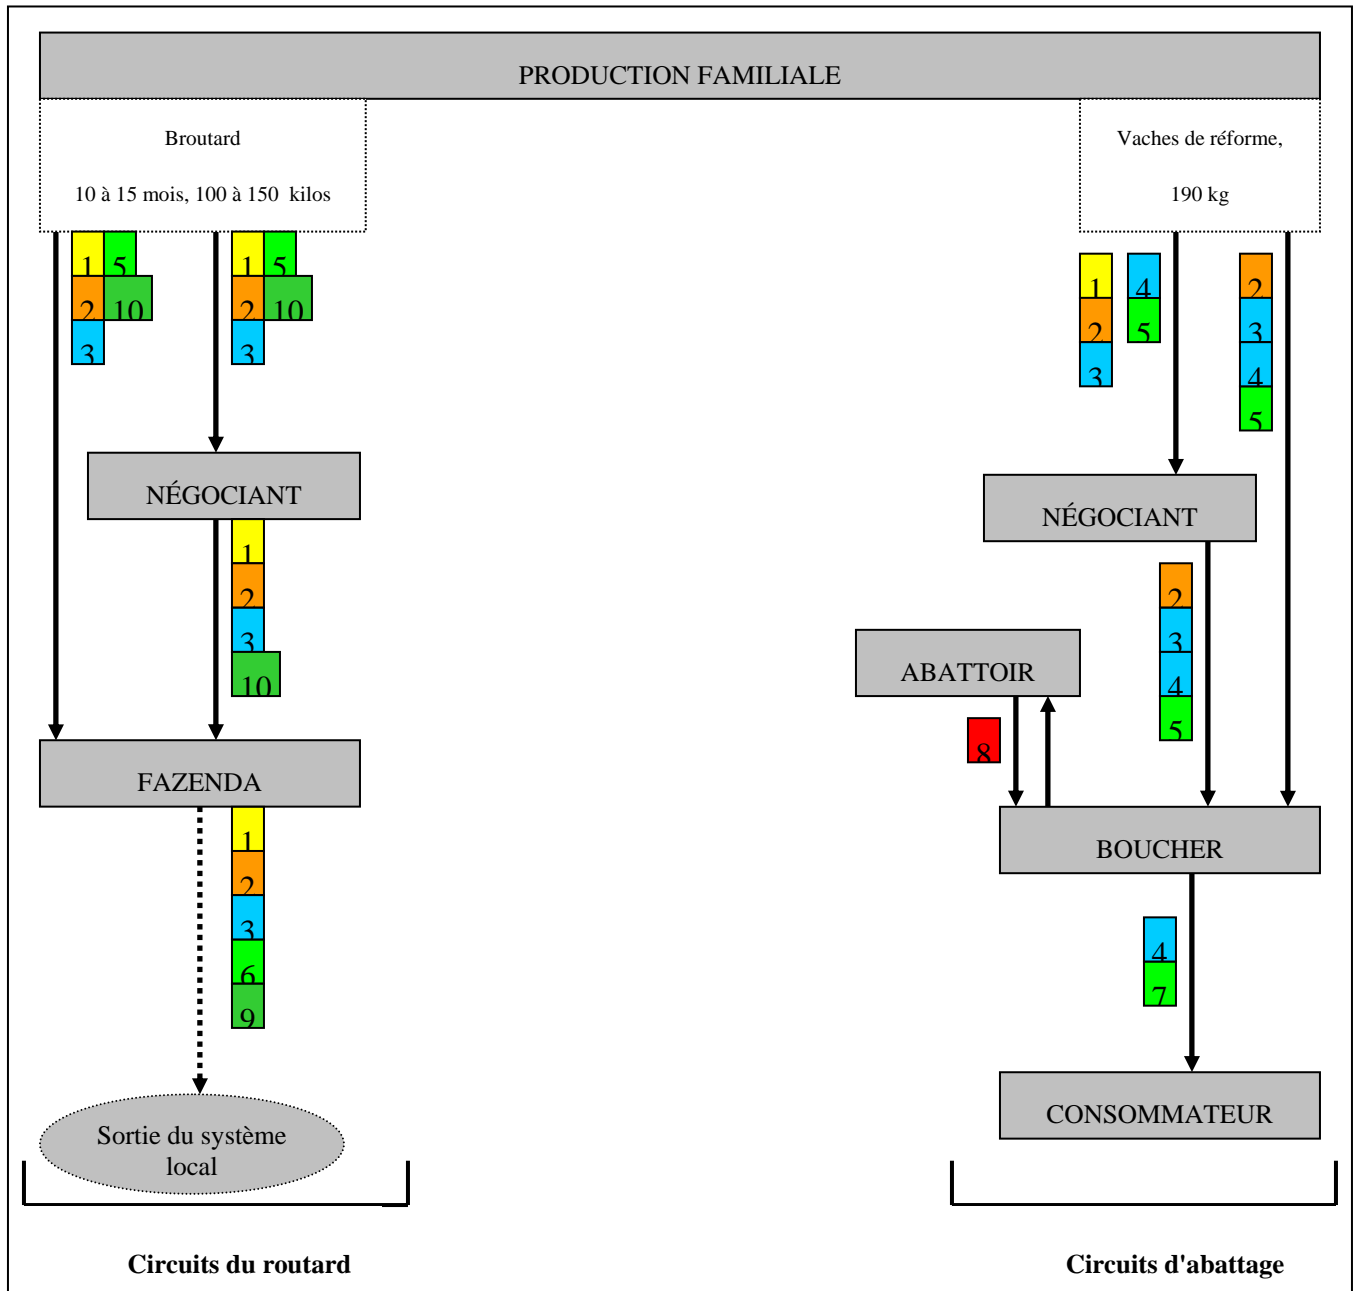 PRODUCTION FAMILIALE
Broutard
10 à 15 mois, 100 à 150 kilos
Vaches de réforme,
190 kg
1 5
2 10
3
1 5
2 10
3
1
2
3
4
5
2
3
4
5
NÉGOCIANT
1
2
3
10
NÉGOCIANT
2
3
4
5
ABATTOIR
8
FAZENDA
1
2
3
6
9
BOUCHER
4
7
Sortie du système
local
CONSOMMATEUR
Circuits du routard
Circuits d'abattage